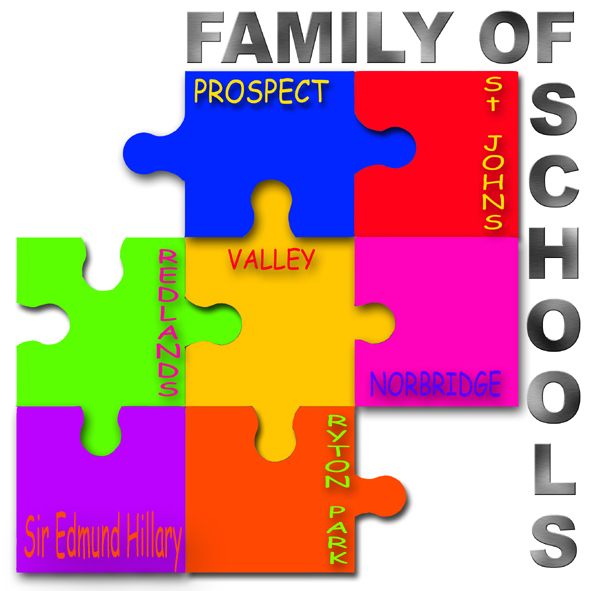 FAMILY OF
SCHOOLS
PROSPECT
St JOHNS
REDLANDS
VALLEY
NORBRIDGE
Sir Edmund Hillary
RYTON PARK